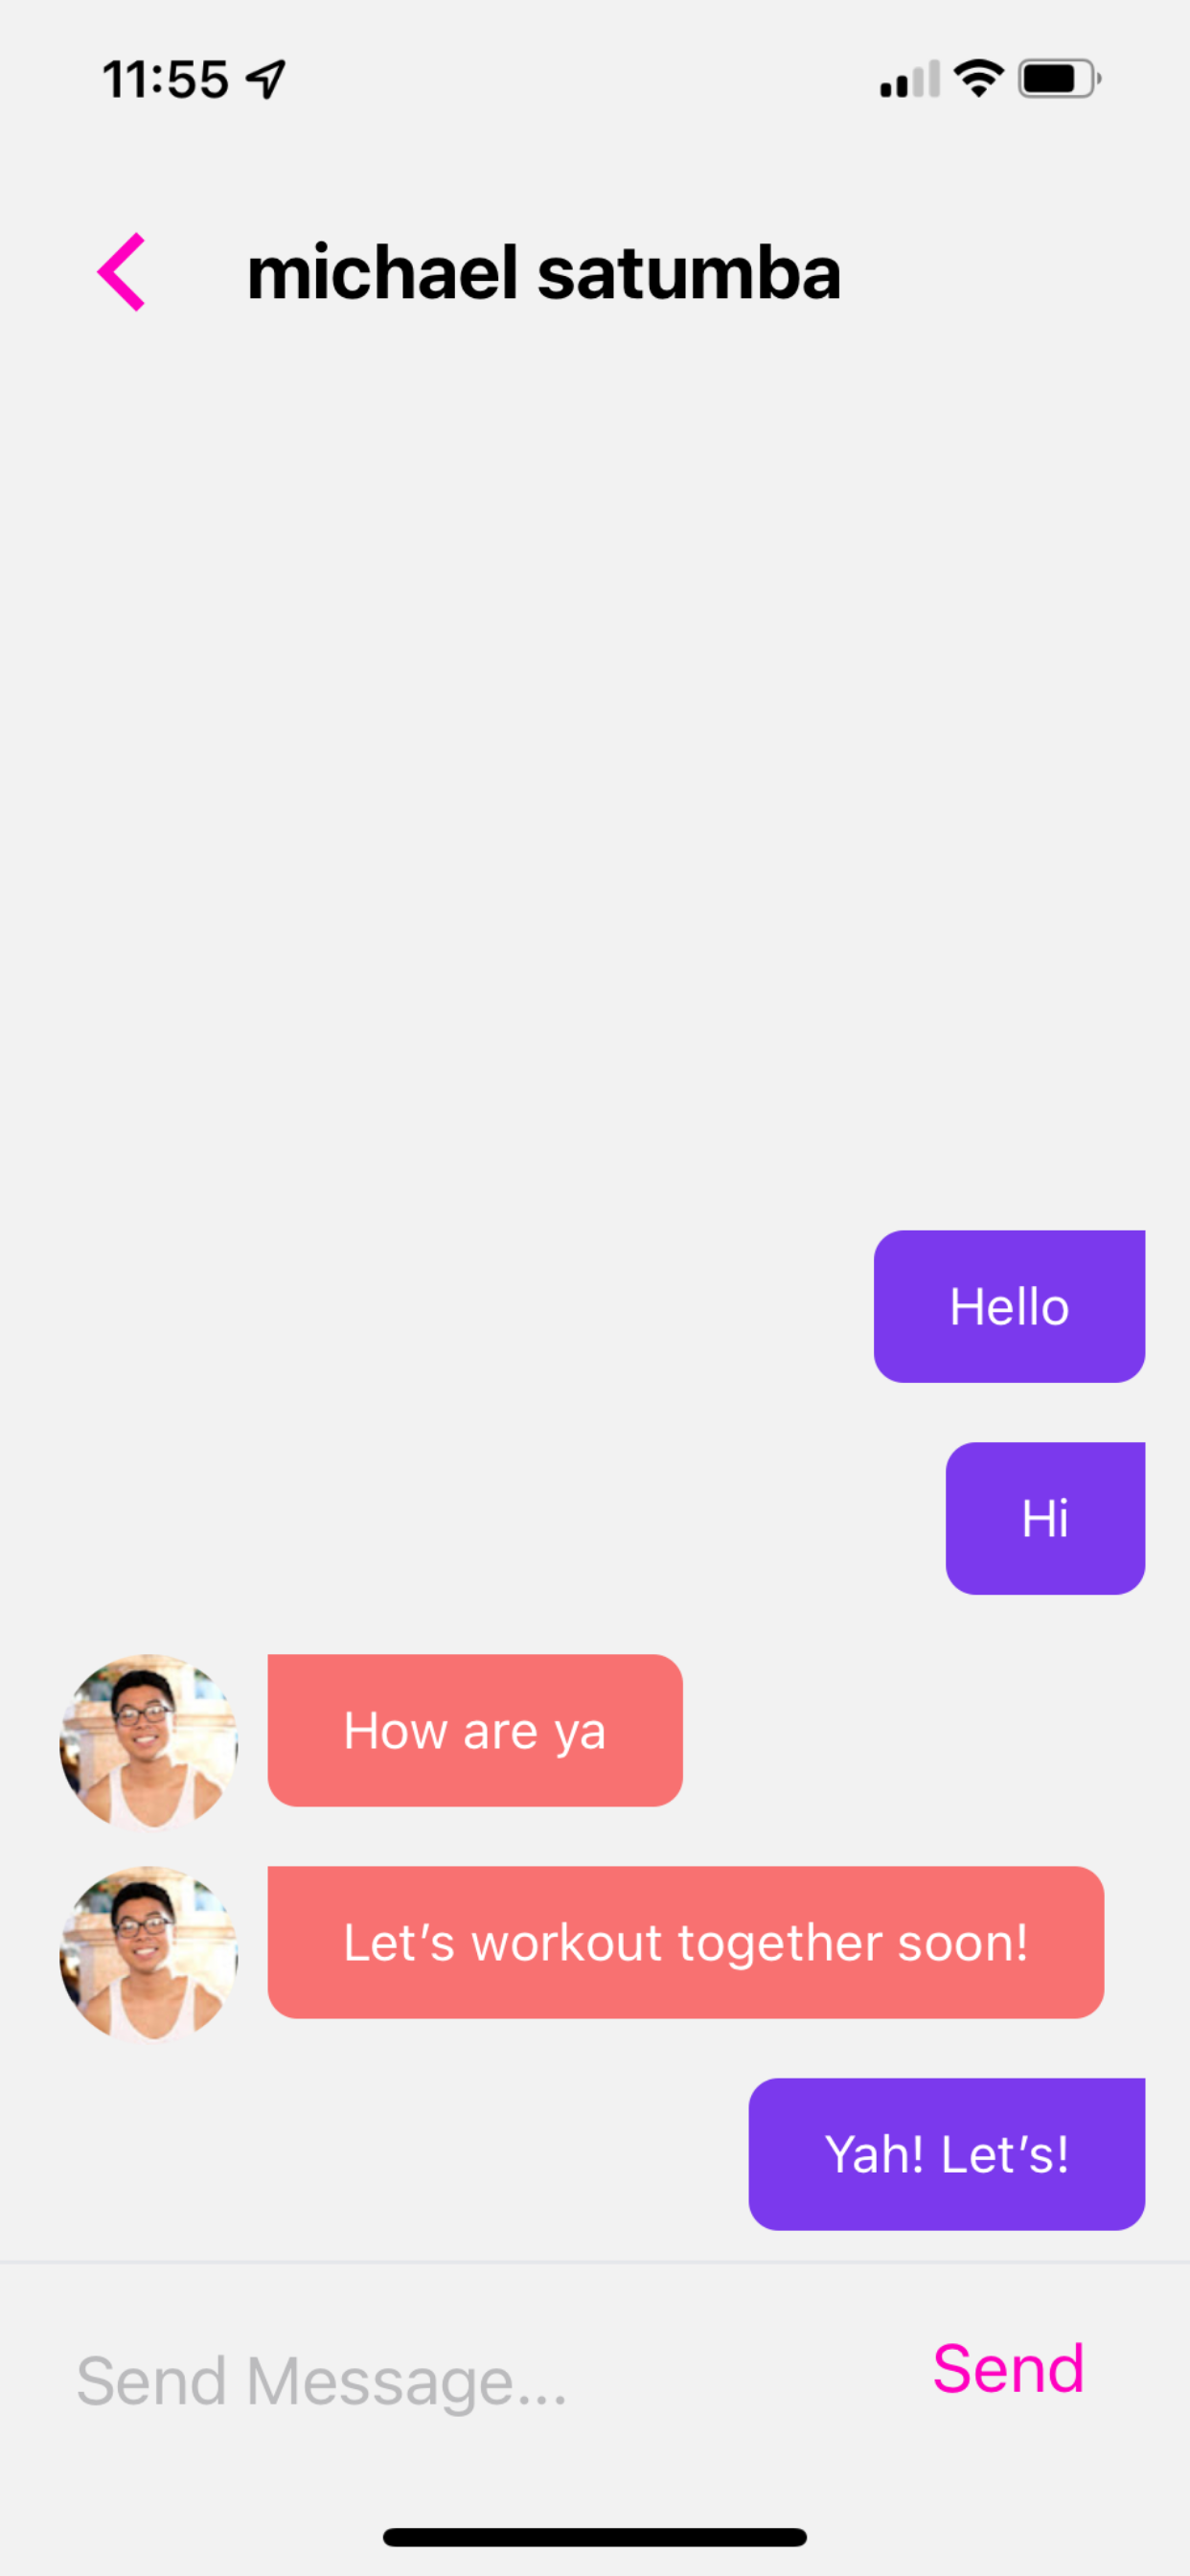 11:55
michael satumba
Hello
Hi
How are ya
Let’s workout together soon!
Yah! Let’s!
Send Message...
Send